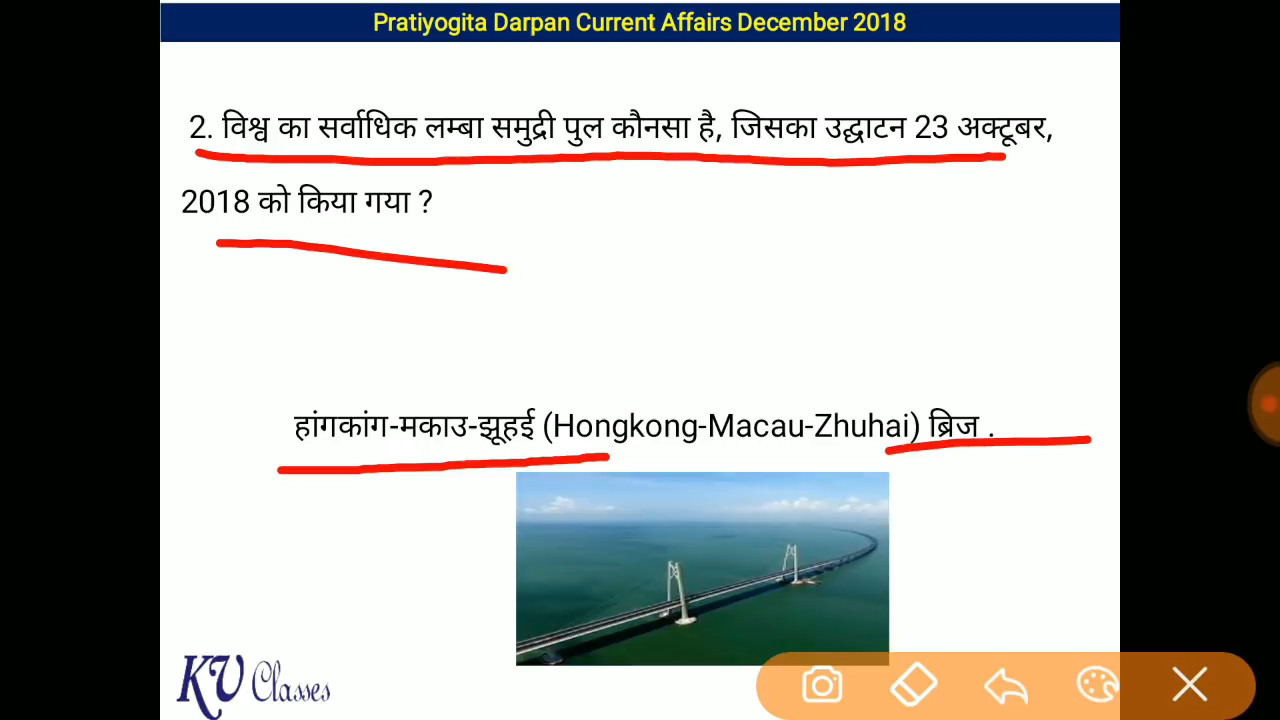 Pratiyogita Darpan Current Affairs December 2018
2. विश्व का सर्वाधिक लम्बा समुद्री पुल कौनसा है, जिसका उद्घाटन 23 अक्टूबर,
2018 को किया गया ?
हांगकांग-मकाउ-झूहई (Hongkong-Macau-Zhuhai) ब्रिज .
KV Classes